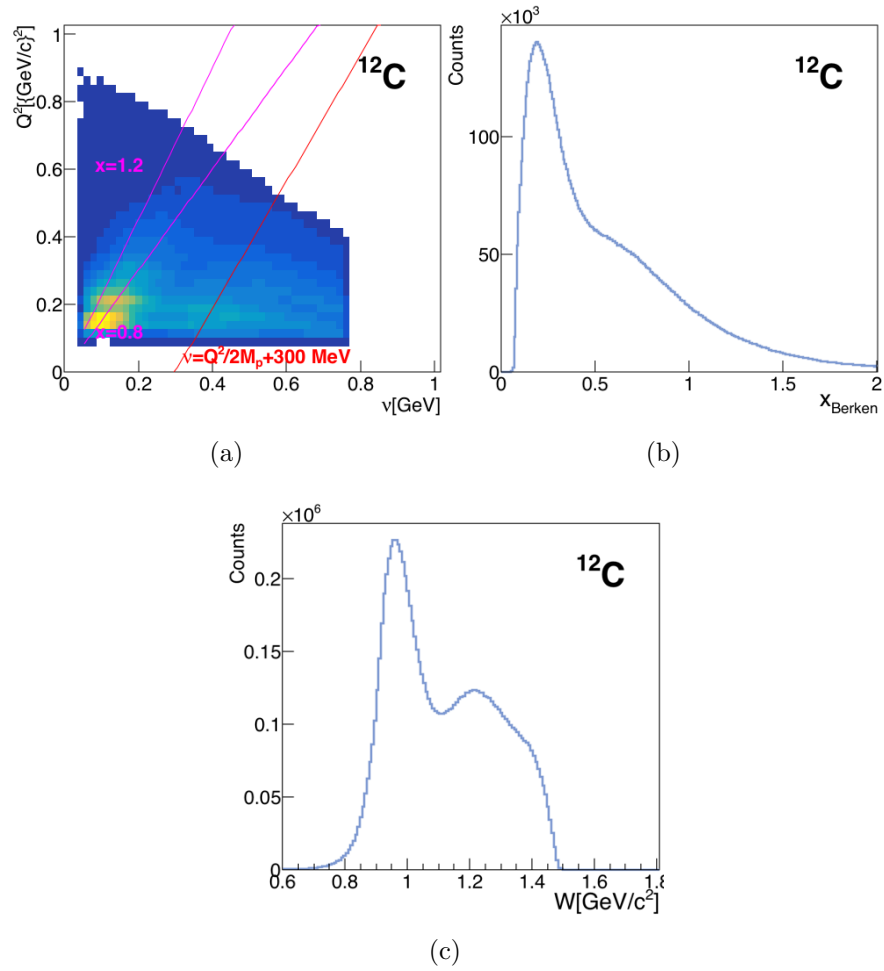 Q²[{GeV/c}²]
1
0.8
0.6
0.4
0.2
0
¹²C
x=1.2
x=0.8
ν=Q²/2Mₚ+300 MeV
0 0.2 0.4 0.6 0.8 1
ν[GeV]
(a)
×10³
Counts
100
50
0
¹²C
0 0.5 1 1.5 2
x_Berken
(b)
×10⁶
Counts
0.2
0.15
0.1
0.05
0
¹²C
0.6 0.8 1 1.2 1.4 1.6 1.8
W[GeV/c²]
(c)